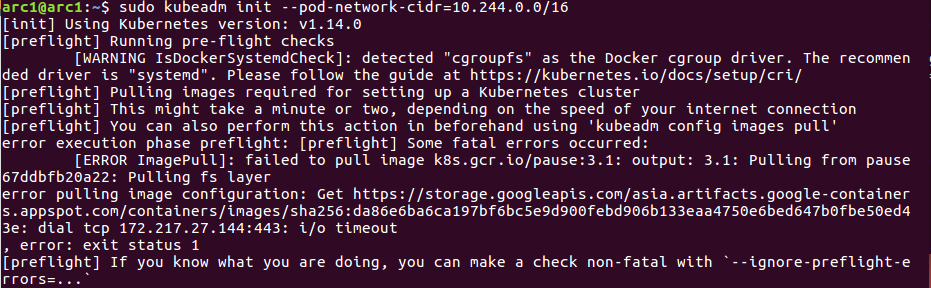 arc1@arc1:~$ sudo kubeadm init --pod-network-cidr=10.244.0.0/16
[init] Using Kubernetes version: v1.14.0
[preflight] Running pre-flight checks
        [WARNING IsDockerSystemdCheck]: detected "cgroupfs" as the Docker cgroup driver. The recommen
ded driver is "systemd". Please follow the guide at https://kubernetes.io/docs/setup/cri/
[preflight] Pulling images required for setting up a Kubernetes cluster
[preflight] This might take a minute or two, depending on the speed of your internet connection
[preflight] You can also perform this action in beforehand using 'kubeadm config images pull'
error execution phase preflight: [preflight] Some fatal errors occurred:
        [ERROR ImagePull]: failed to pull image k8s.gcr.io/pause:3.1: output: 3.1: Pulling from pause
67ddbfb20a22: Pulling fs layer
error pulling image configuration: Get https://storage.googleapis.com/asia.artifacts.google-container
s.appspot.com/containers/images/sha256:da86e6ba6ca197bf6bc5e9d900febd906b133eaa4750e6bed647b0fbe50ed4
3e: dial tcp 172.217.27.144:443: i/o timeout
, error: exit status 1
[preflight] If you know what you are doing, you can make a check non-fatal with `--ignore-preflight-e
rrors=...`